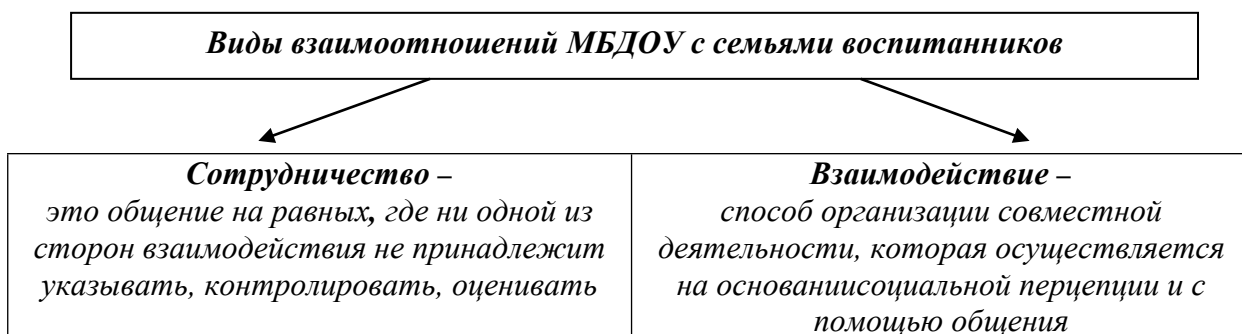 Виды взаимоотношений МБДОУ с семьями воспитанников
Сотрудничество –
это общение на равных, где ни одной из
сторон взаимодействия не принадлежит
указывать, контролировать, оценивать
Взаимодействие –
способ организации совместной
деятельности, которая осуществляется
на основаниисоциальной перцепции и с
помощью общения